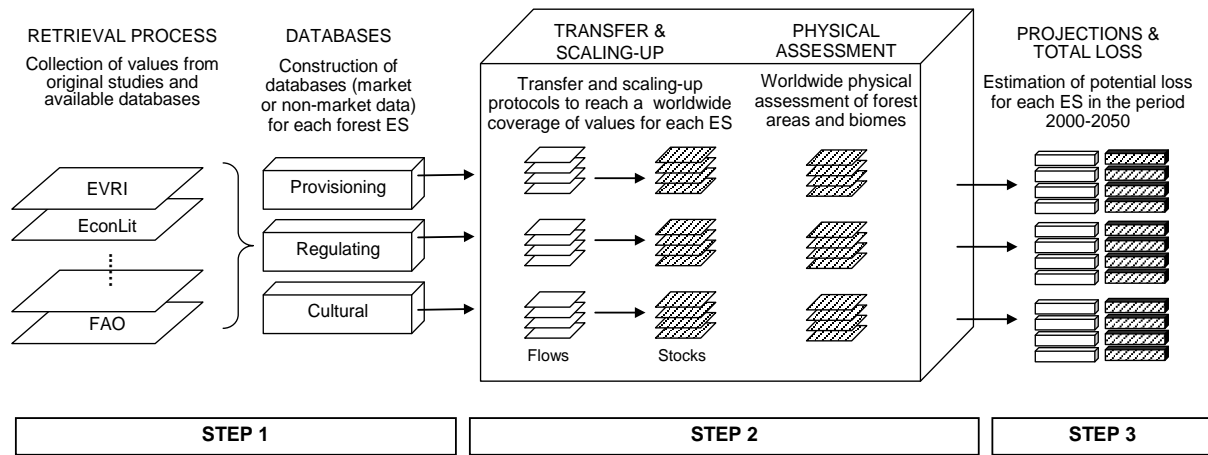 RETRIEVAL PROCESS
Collection of values from
original studies and
available databases
EVRI
EconLit
FAO
DATABASES
Construction of
databases (market
or non-market data)
for each forest ES
Provisioning
Regulating
Cultural
TRANSFER &
SCALING-UP
Transfer and scaling-up
protocols to reach a worldwide
coverage of values for each ES
Flows
Stocks
PHYSICAL
ASSESSMENT
Worldwide physical
assessment of forest
areas and biomes
PROJECTIONS &
TOTAL LOSS
Estimation of potential loss
for each ES in the period
2000-2050
STEP 1
STEP 2
STEP 3